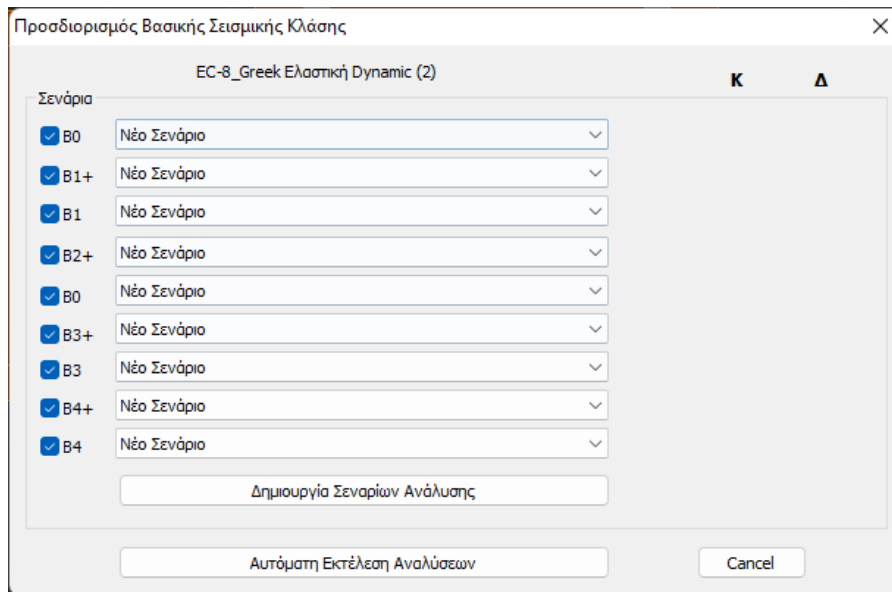 Προσδιορισμός Βασικής Σεισμικής Κλάσης
EC-8_Greek Ελαστική Dynamic (2)
Κ Δ
Σενάρια
B0 Νέο Σενάριο
B1+ Νέο Σενάριο
B1 Νέο Σενάριο
B2+ Νέο Σενάριο
B0 Νέο Σενάριο
B3+ Νέο Σενάριο
B3 Νέο Σενάριο
B4+ Νέο Σενάριο
B4 Νέο Σενάριο
Δημιουργία Σεναρίων Ανάλυσης
Αυτόματη Εκτέλεση Αναλύσεων Cancel